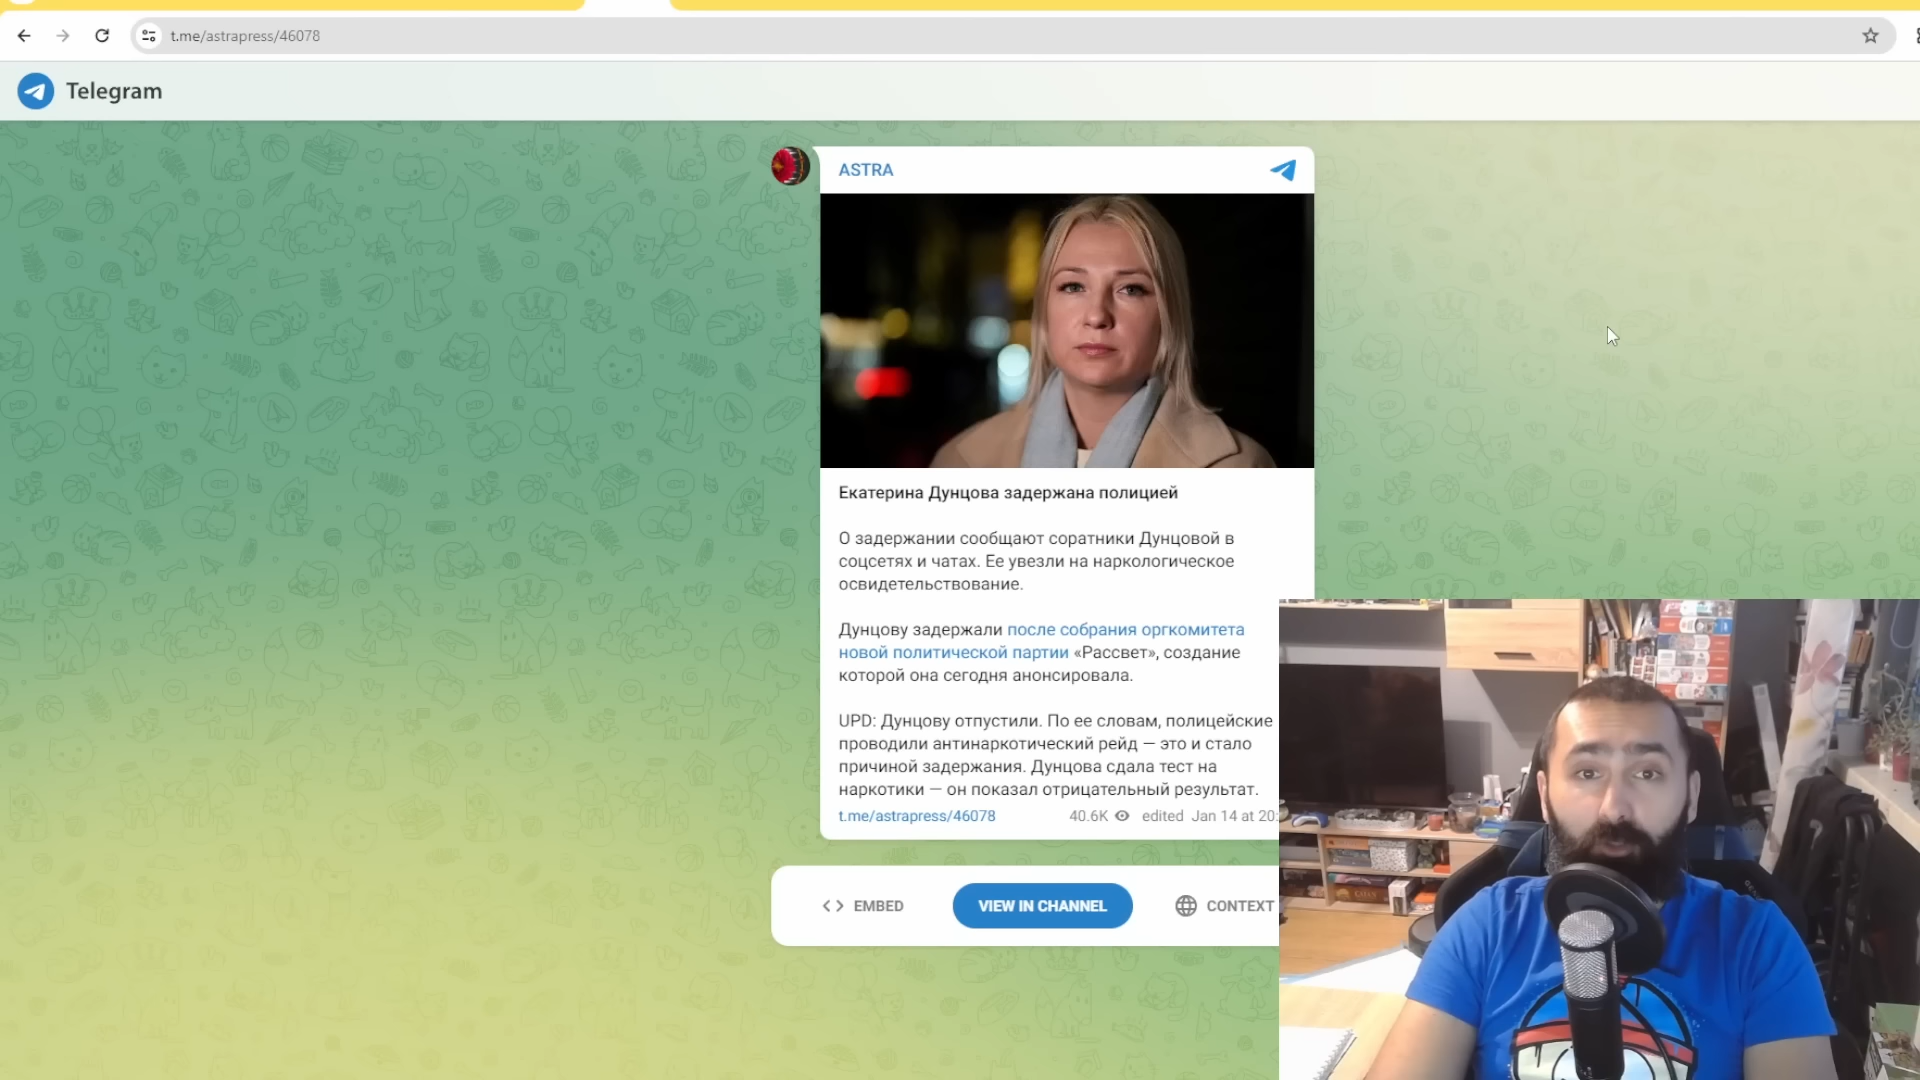 t.me/astrapress/46078
Telegram
ASTRA
Екатерина Дунцова задержана полицией
О задержании сообщают соратники Дунцовой в
соцсетях и чатах. Ее увезли на наркологическое
освидетельствование.
Дунцову задержали после собрания оргкомитета
новой политической партии «Рассвет», создание
которой она сегодня анонсировала.
UPD: Дунцову отпустили. По ее словам, полицейские
проводили антинаркотический рейд — это и стало
причиной задержания. Дунцова сдала тест на
наркотики — он показал отрицательный результат.
t.me/astrapress/46078 40.6K edited Jan 14 at 20:
EMBED VIEW IN CHANNEL CONTEXT